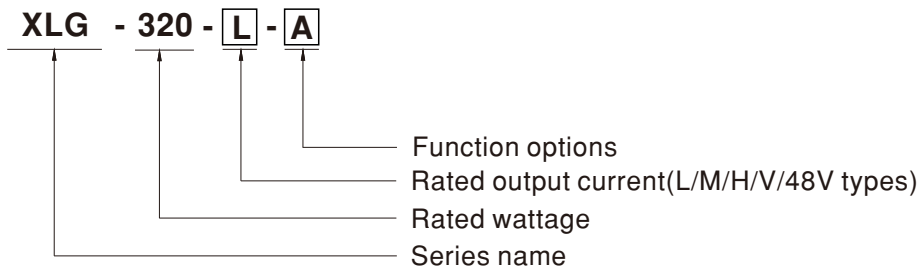 XLG - 320 - L - A
Function options
Rated output current(L/M/H/V/48V types)
Rated wattage
Series name